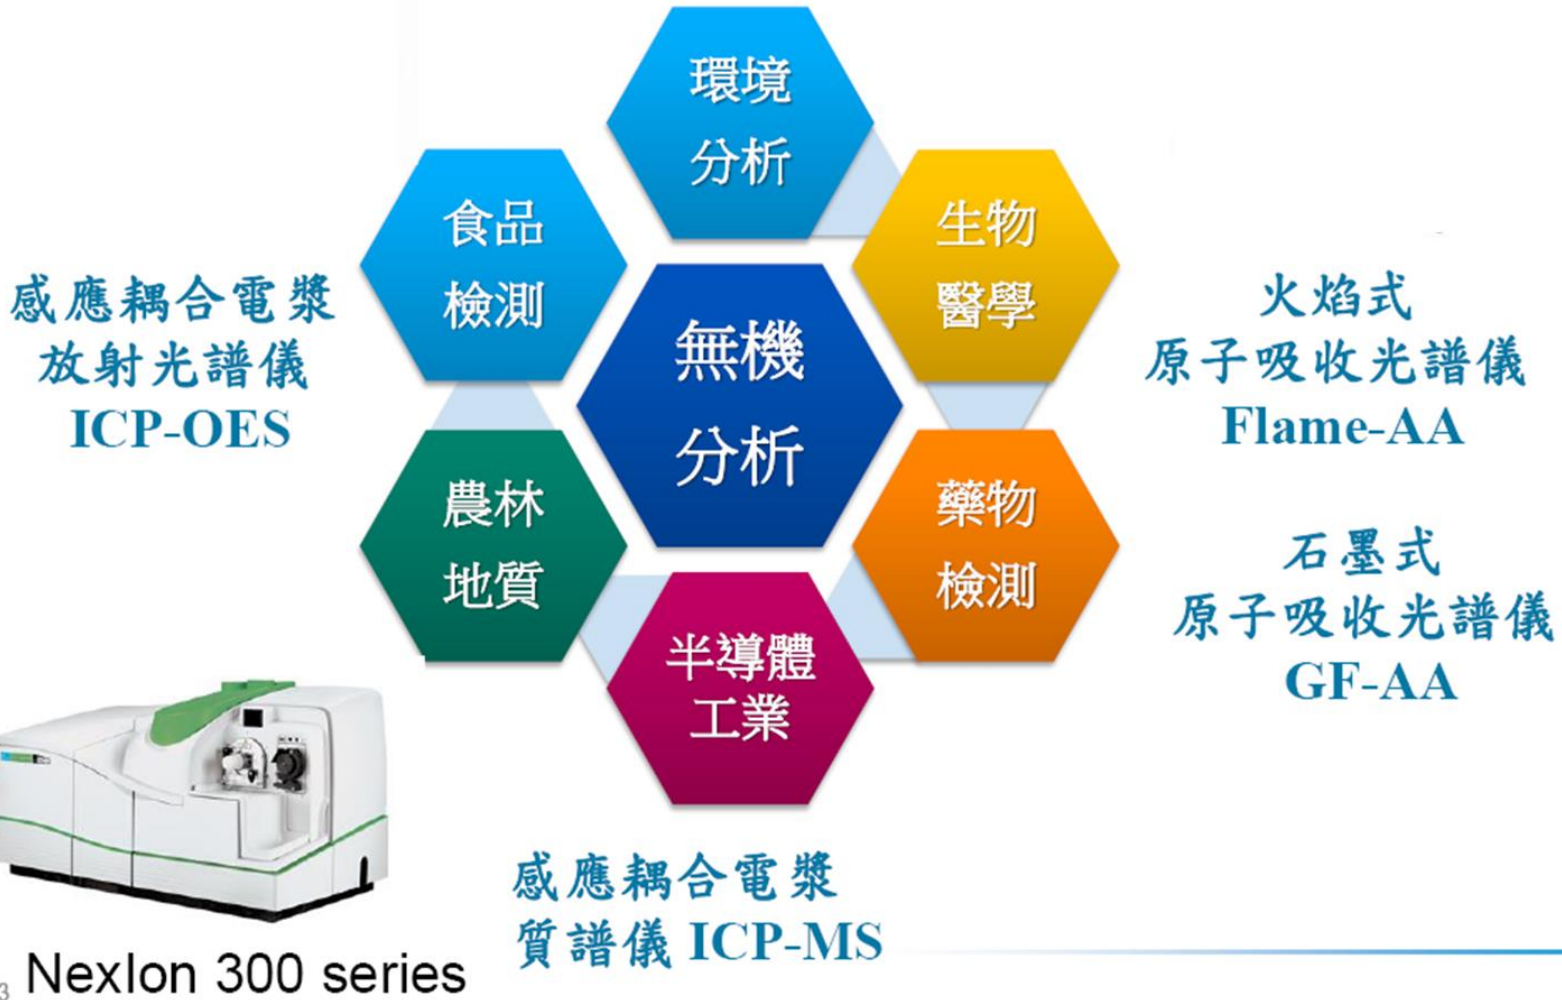 環境
分析
食品
檢測
生物
醫學
無機
分析
農林
地質
藥物
檢測
半導體
工業
感應耦合電漿
放射光譜儀
ICP-OES
火焰式
原子吸收光譜儀
Flame-AA
石墨式
原子吸收光譜儀
GF-AA
感應耦合電漿
質譜儀 ICP-MS
3
NexIon 300 series